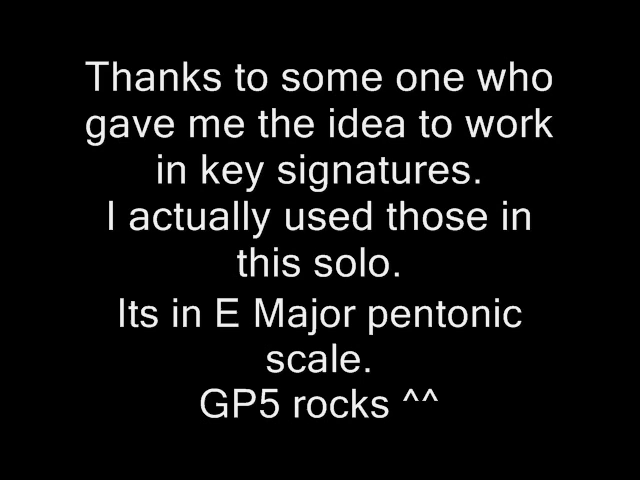 Thanks to some one who
gave me the idea to work
in key signatures.
I actually used those in
this solo.
Its in E Major pentonic
scale.
GP5 rocks ^^